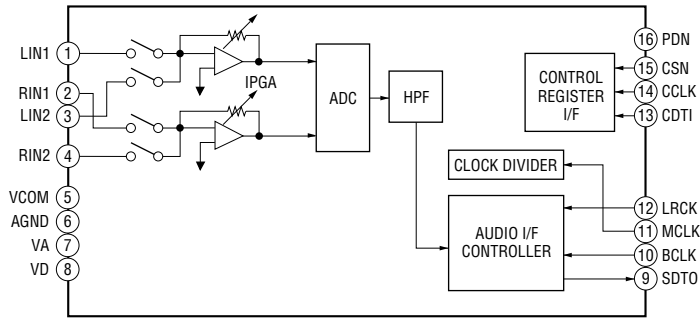 LIN1 1
RIN1 2
LIN2 3
RIN2 4
VCOM 5
AGND 6
VA 7
VD 8
IPGA
ADC
HPF
CONTROL
REGISTER
I/F
CLOCK DIVIDER
AUDIO I/F
CONTROLLER
16 PDN
15 CSN
14 CCLK
13 CDTI
12 LRCK
11 MCLK
10 BCLK
9 SDTO